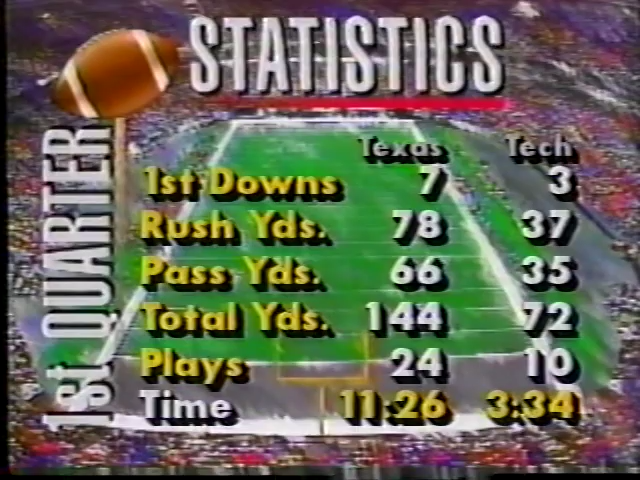 STATISTICS
1st QUARTER
Texas Tech
1st Downs 7 3
Rush Yds. 78 37
Pass Yds. 66 35
Total Yds. 144 72
Plays 24 10
Time 11:26 3:34